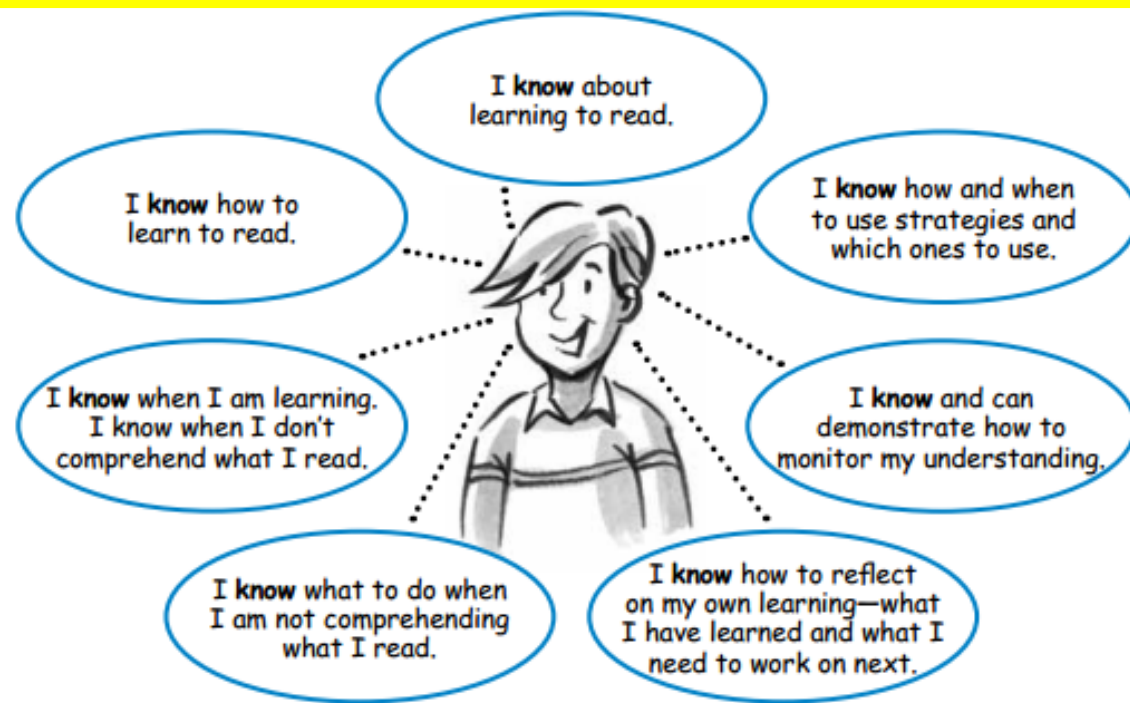 I know about
learning to read.
I know how to
learn to read.
I know how and when
to use strategies and
which ones to use.
I know when I am learning.
I know when I don't
comprehend what I read.
I know and can
demonstrate how to
monitor my understanding.
I know what to do when
I am not comprehending
what I read.
I know how to reflect
on my own learning—what
I have learned and what I
need to work on next.